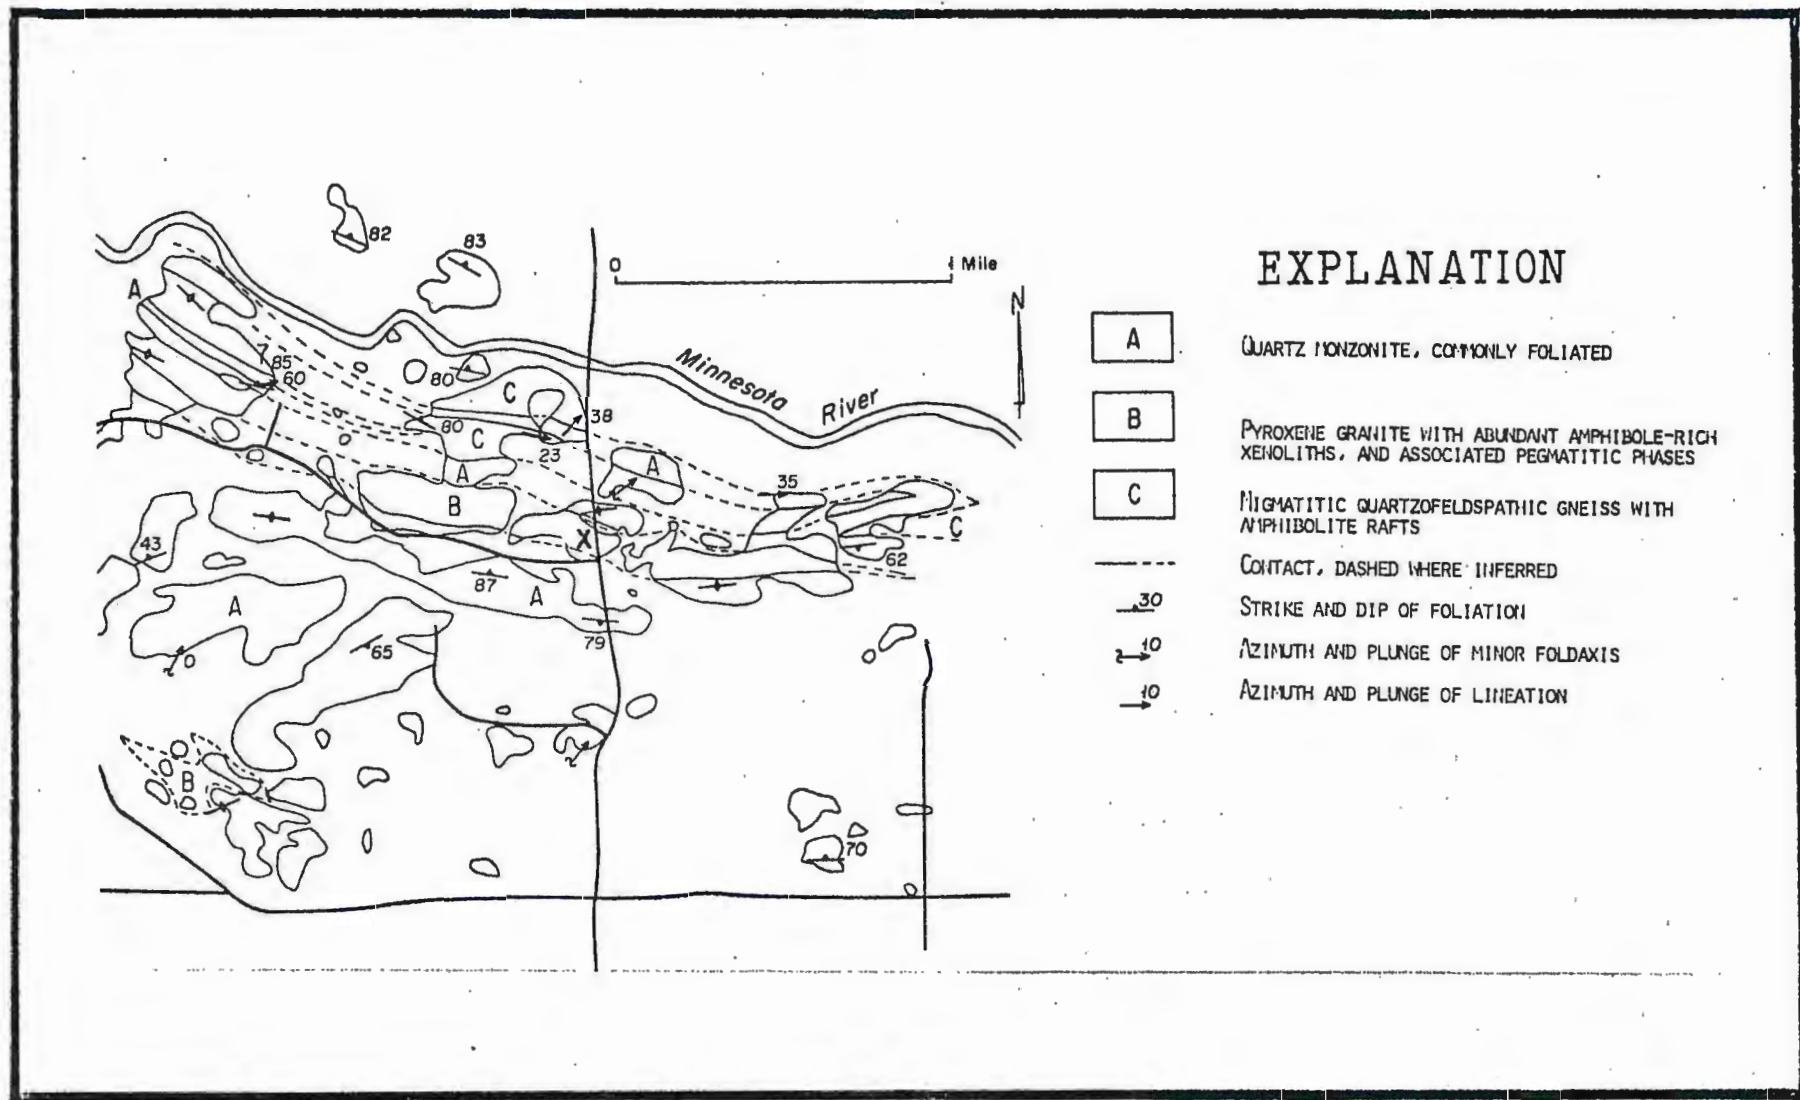 82
83
0 1 Mile
N
A
7
85
60
80
C
38
80
C
23
A
A
B
35
Minnesota River
X
C
62
43
87
A
A
79
65
0
B
70
EXPLANATION
A QUARTZ MONZONITE, COMMONLY FOLIATED
B PYROXENE GRANITE WITH ABUNDANT AMPHIBOLE-RICH
XENOLITHS, AND ASSOCIATED PEGMATITIC PHASES
C MIGMATITIC QUARTZOFELDSPATHIC GNEISS WITH
AMPHIBOLITE RAFTS
CONTACT, DASHED WHERE INFERRED
30 STRIKE AND DIP OF FOLIATION
10 AZIMUTH AND PLUNGE OF MINOR FOLDAXIS
10 AZIMUTH AND PLUNGE OF LINEATION